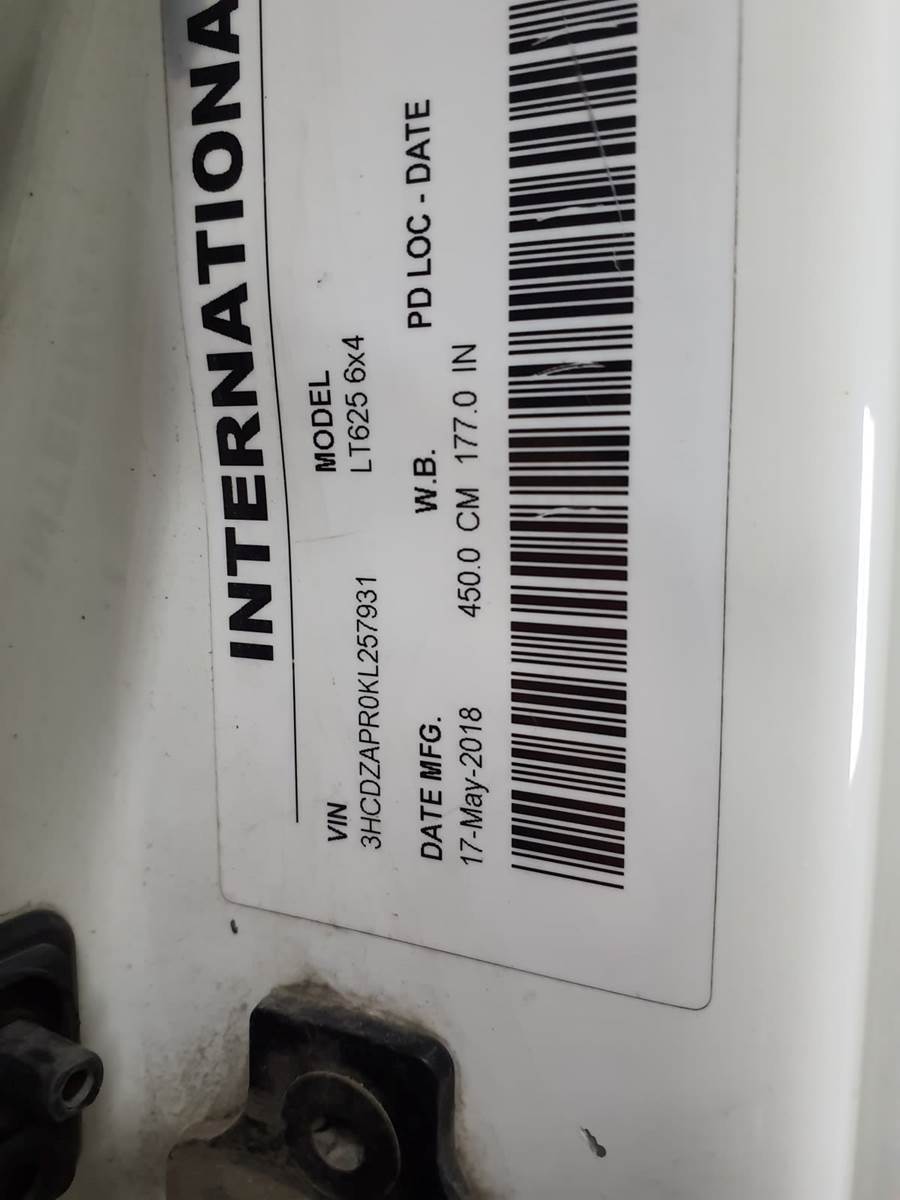 INTERNATIONA
VIN MODEL
3HCDZAPR0KL257931 LT625 6x4
DATE MFG. W.B. PD LOC - DATE
17-May-2018 450.0 CM 177.0 IN